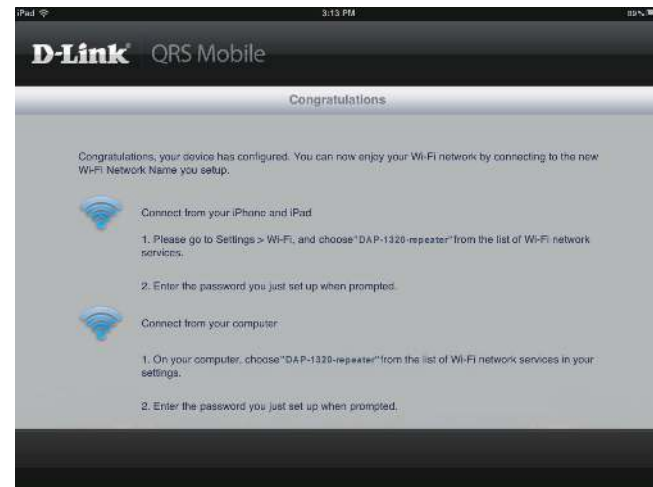 iPad
3:13 PM
D-Link QRS Mobile
Congratulations
Congratulations, your device has configured. You can now enjoy your Wi-Fi network by connecting to the new
Wi-Fi Network Name you setup.
Connect from your iPhone and iPad
1. Please go to Settings > Wi-Fi, and choose"DAP-1320-repeater"from the list of Wi-Fi network
services.
2. Enter the password you just set up when prompted.
Connect from your computer
1. On your computer, choose"DAP-1320-repeater"from the list of Wi-Fi network services in your
settings.
2. Enter the password you just set up when prompted.